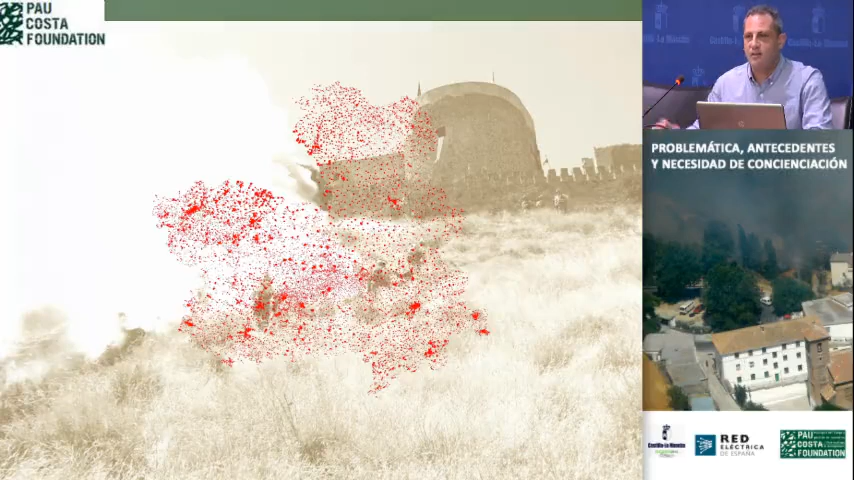 PAU
COSTA
FOUNDATION
Castilla-La Mancha
PROBLEMÁTICA, ANTECEDENTES
Y NECESIDAD DE CONCIENCIACIÓN
Castilla-La Mancha
RED
ELÉCTRICA
DE ESPAÑA
PAU
COSTA
FOUNDATION